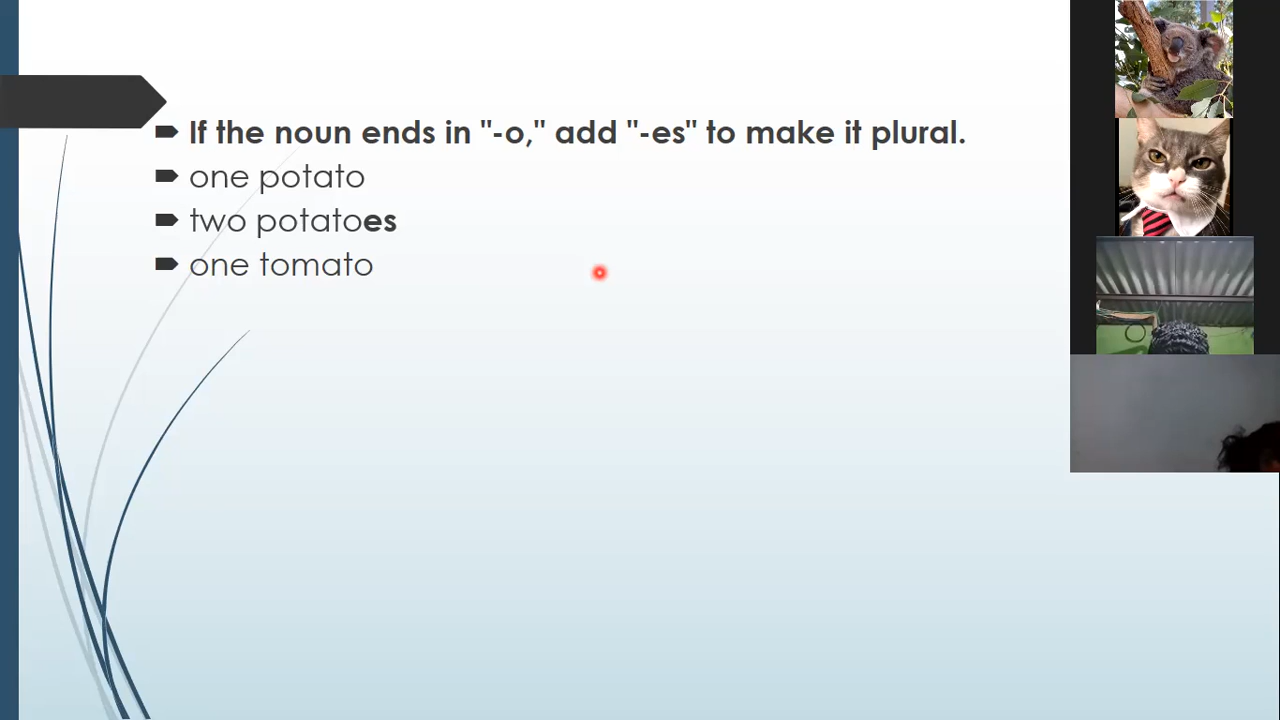 If the noun ends in "-o," add "-es" to make it plural.
one potato
two potatoes
one tomato